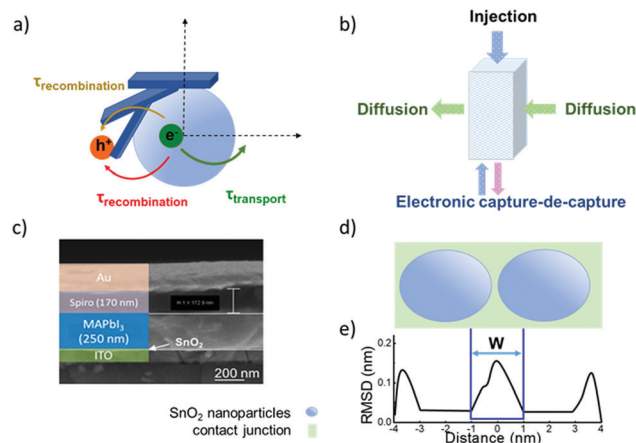 a)
τrecombination
h+
e-
τrecombination
τtransport
b)
Injection
Diffusion
Diffusion
Electronic capture-de-capture
c)
Au
Spiro (170 nm)
MAPbI3
(250 nm)
SnO2
ITO
200 nm
d)
e)
W
RMSD (nm)
0.2
0.1
0.0
-4 -3 -2 -1 0 1 2 3 4
Distance (nm)
SnO2 nanoparticles
contact junction